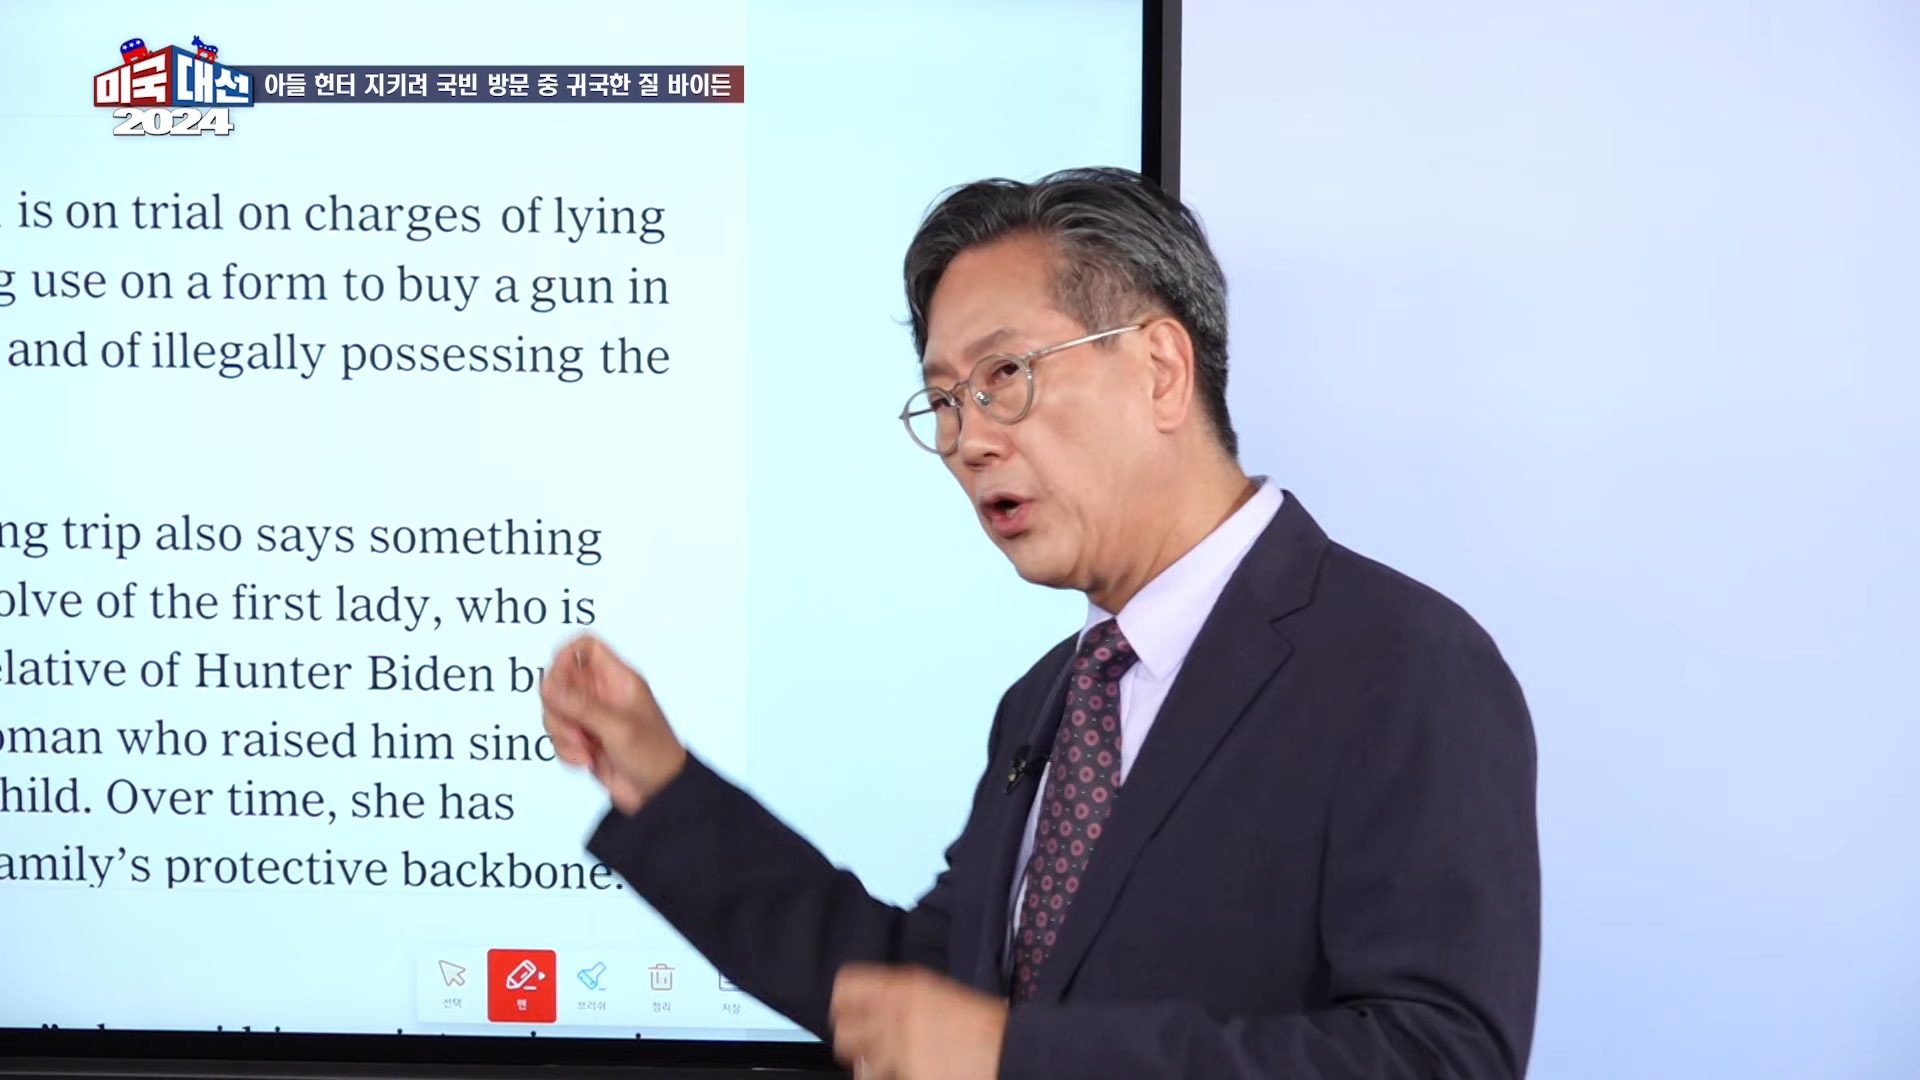 미국 대선
2024
아들 헌터 지키려 국빈 방문 중 귀국한 질 바이든
is on trial on charges of lying
g use on a form to buy a gun in
and of illegally possessing the
ng trip also says something
olve of the first lady, who is
elative of Hunter Biden bu
oman who raised him sinc
hild. Over time, she has
amily’s protective backbone.
선택
펜
브러쉬
정리
저장